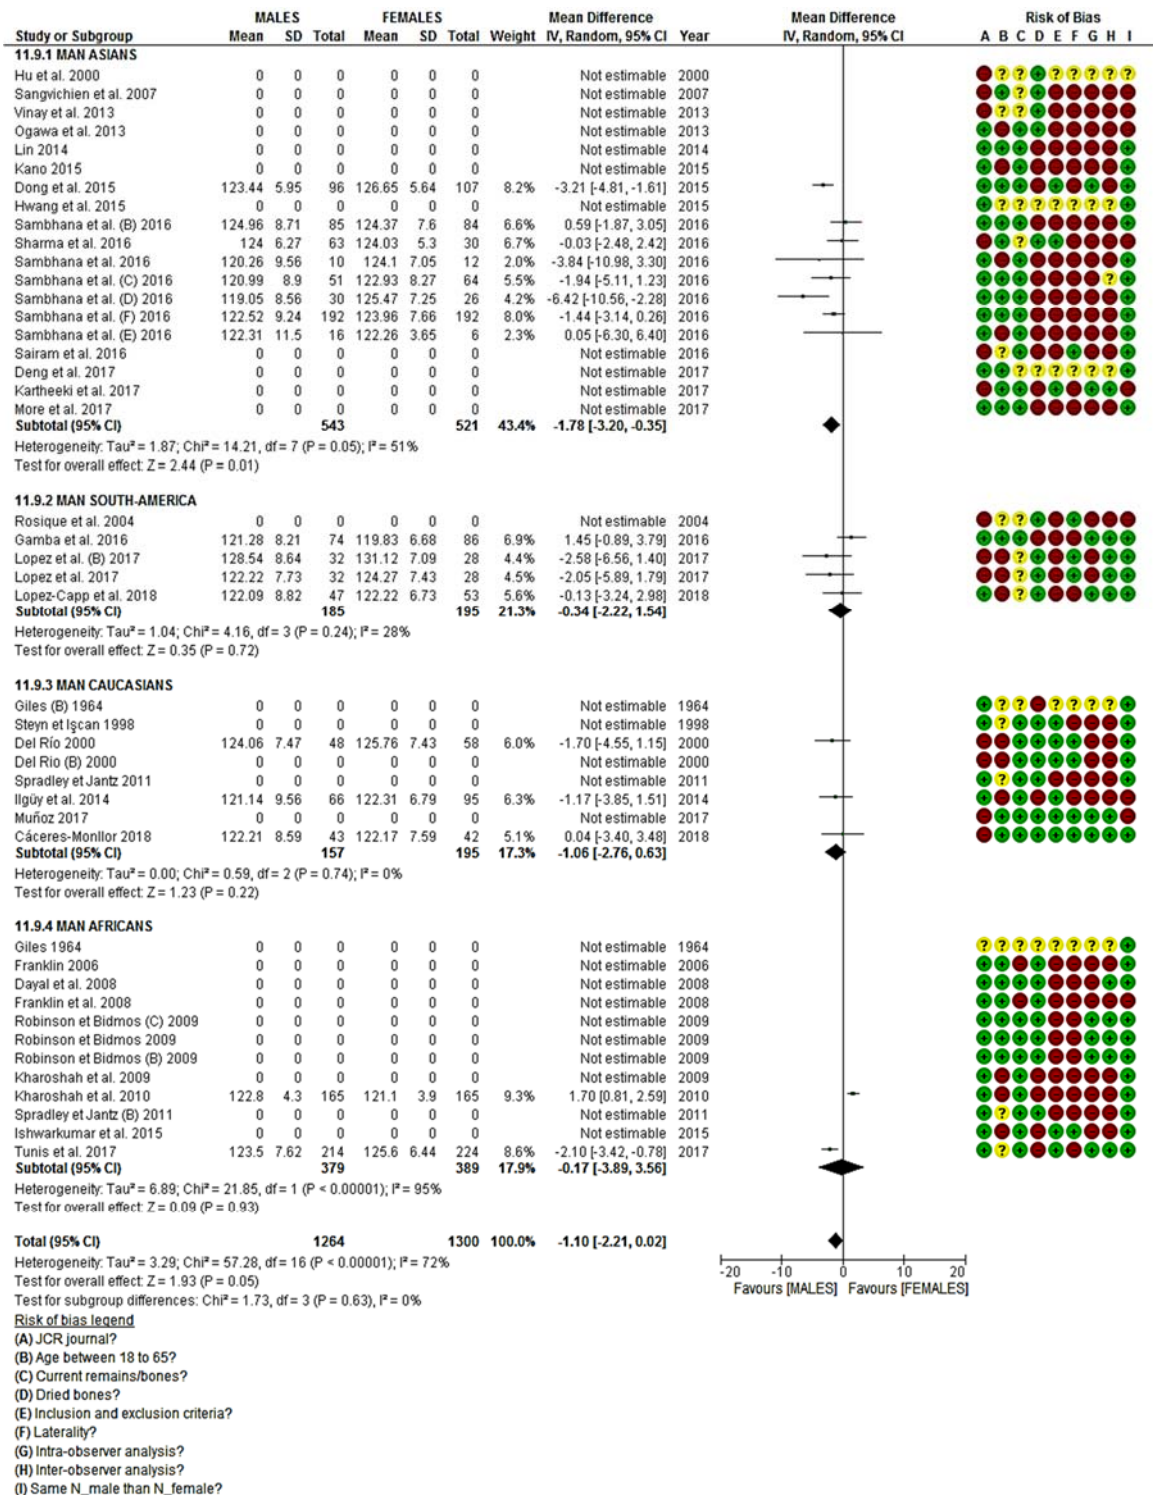 MALES FEMALES Mean Difference Mean Difference Risk of Bias
Study or Subgroup Mean SD Total Mean SD Total Weight IV, Random, 95% CI Year IV, Random, 95% CI A B C D E F G H I
11.9.1 MAN ASIANS
Hu et al. 2000 0 0 0 0 0 0 Not estimable 2000 - ? ? + ? ? ? ? ?
Sangvichien et al. 2007 0 0 0 0 0 0 Not estimable 2007
Vinay et al. 2013 0 0 0 0 0 0 Not estimable 2013
Ogawa et al. 2013 0 0 0 0 0 0 Not estimable 2013
Lin 2014 0 0 0 0 0 0 Not estimable 2014
Kano 2015 0 0 0 0 0 0 Not estimable 2015
Dong et al. 2015 123.44 5.95 96 126.65 5.64 107 8.2% -3.21 [-4.81, -1.61] 2015
Hwang et al. 2015 0 0 0 0 0 0 Not estimable 2015
Sambhana et al. (B) 2016 124.96 8.71 85 124.37 7.6 84 6.6% 0.59 [-1.87, 3.05] 2016
Sharma et al. 2016 124 6.27 63 124.03 5.3 30 6.7% -0.03 [-2.48, 2.42] 2016
Sambhana et al. 2016 120.26 9.56 10 124.1 7.05 12 2.0% -3.84 [-10.98, 3.30] 2016
Sambhana et al. (C) 2016 120.99 8.9 51 122.93 8.27 64 5.5% -1.94 [-5.11, 1.23] 2016
Sambhana et al. (D) 2016 119.05 8.56 30 125.47 7.25 26 4.2% -6.42 [-10.56, -2.28] 2016
Sambhana et al. (F) 2016 122.52 9.24 192 123.96 7.66 192 8.0% -1.44 [-3.14, 0.26] 2016
Sambhana et al. (E) 2016 122.31 11.5 16 122.26 3.65 6 2.3% 0.05 [-6.30, 6.40] 2016
Sairam et al. 2016 0 0 0 0 0 0 Not estimable 2016
Deng et al. 2017 0 0 0 0 0 0 Not estimable 2017
Kartheeki et al. 2017 0 0 0 0 0 0 Not estimable 2017
More et al. 2017 0 0 0 0 0 0 Not estimable 2017
Subtotal (95% CI) 543 521 43.4% -1.78 [-3.20, -0.35]
Heterogeneity: Tau² = 1.87; Chi² = 14.21, df = 7 (P = 0.05); I² = 51%
Test for overall effect: Z = 2.44 (P = 0.01)
11.9.2 MAN SOUTH-AMERICA
Rosique et al. 2004 0 0 0 0 0 0 Not estimable 2004
Gamba et al. 2016 121.28 8.21 74 119.83 6.68 86 6.9% 1.45 [-0.89, 3.79] 2016
Lopez et al. (B) 2017 128.54 8.64 32 131.12 7.09 28 4.4% -2.58 [-6.56, 1.40] 2017
Lopez et al. 2017 122.22 7.73 32 124.27 7.43 28 4.5% -2.05 [-5.89, 1.79] 2017
Lopez-Capp et al. 2018 122.09 8.82 47 122.22 6.73 53 5.6% -0.13 [-3.24, 2.98] 2018
Subtotal (95% CI) 185 195 21.3% -0.34 [-2.22, 1.54]
Heterogeneity: Tau² = 1.04; Chi² = 4.16, df = 3 (P = 0.24); I² = 28%
Test for overall effect: Z = 0.35 (P = 0.72)
11.9.3 MAN CAUCASIANS
Giles (B) 1964 0 0 0 0 0 0 Not estimable 1964
Steyn et Işcan 1998 0 0 0 0 0 0 Not estimable 1998
Del Río 2000 124.06 7.47 48 125.76 7.43 58 6.0% -1.70 [-4.55, 1.15] 2000
Del Río (B) 2000 0 0 0 0 0 0 Not estimable 2000
Spradley et Jantz 2011 0 0 0 0 0 0 Not estimable 2011
Ilgüy et al. 2014 121.14 9.56 66 122.31 6.79 95 6.3% -1.17 [-3.85, 1.51] 2014
Muñoz 2017 0 0 0 0 0 0 Not estimable 2017
Cáceres-Monllor 2018 122.21 8.59 43 122.17 7.59 42 5.1% 0.04 [-3.40, 3.48] 2018
Subtotal (95% CI) 157 195 17.3% -1.06 [-2.76, 0.63]
Heterogeneity: Tau² = 0.00; Chi² = 0.59, df = 2 (P = 0.74); I² = 0%
Test for overall effect: Z = 1.23 (P = 0.22)
11.9.4 MAN AFRICANS
Giles 1964 0 0 0 0 0 0 Not estimable 1964
Franklin 2006 0 0 0 0 0 0 Not estimable 2006
Dayal et al. 2008 0 0 0 0 0 0 Not estimable 2008
Franklin et al. 2008 0 0 0 0 0 0 Not estimable 2008
Robinson et Bidmos (C) 2009 0 0 0 0 0 0 Not estimable 2009
Robinson et Bidmos 2009 0 0 0 0 0 0 Not estimable 2009
Robinson et Bidmos (B) 2009 0 0 0 0 0 0 Not estimable 2009
Kharoshah et al. 2009 0 0 0 0 0 0 Not estimable 2009
Kharoshah et al. 2010 122.8 4.3 165 121.1 3.9 165 9.3% 1.70 [0.81, 2.59] 2010
Spradley et Jantz (B) 2011 0 0 0 0 0 0 Not estimable 2011
Ishwarkumar et al. 2015 0 0 0 0 0 0 Not estimable 2015
Tunis et al. 2017 123.5 7.62 214 125.6 6.44 224 8.6% -2.10 [-3.42, -0.78] 2017
Subtotal (95% CI) 379 389 17.9% -0.17 [-3.89, 3.56]
Heterogeneity: Tau² = 6.89; Chi² = 21.85, df = 1 (P < 0.00001); I² = 95%
Test for overall effect: Z = 0.09 (P = 0.93)
Total (95% CI) 1264 1300 100.0% -1.10 [-2.21, 0.02]
Heterogeneity: Tau² = 3.29; Chi² = 57.28, df = 16 (P < 0.00001); I² = 72%
Test for overall effect: Z = 1.93 (P = 0.05)
Test for subgroup differences: Chi² = 1.73, df = 3 (P = 0.63), I² = 0%
-20 -10 0 10 20
Favours [MALES] Favours [FEMALES]
Risk of bias legend
(A) JCR journal?
(B) Age between 18 to 65?
(C) Current remains/bones?
(D) Dried bones?
(E) Inclusion and exclusion criteria?
(F) Laterality?
(G) Intra-observer analysis?
(H) Inter-observer analysis?
(I) Same N_male than N_female?